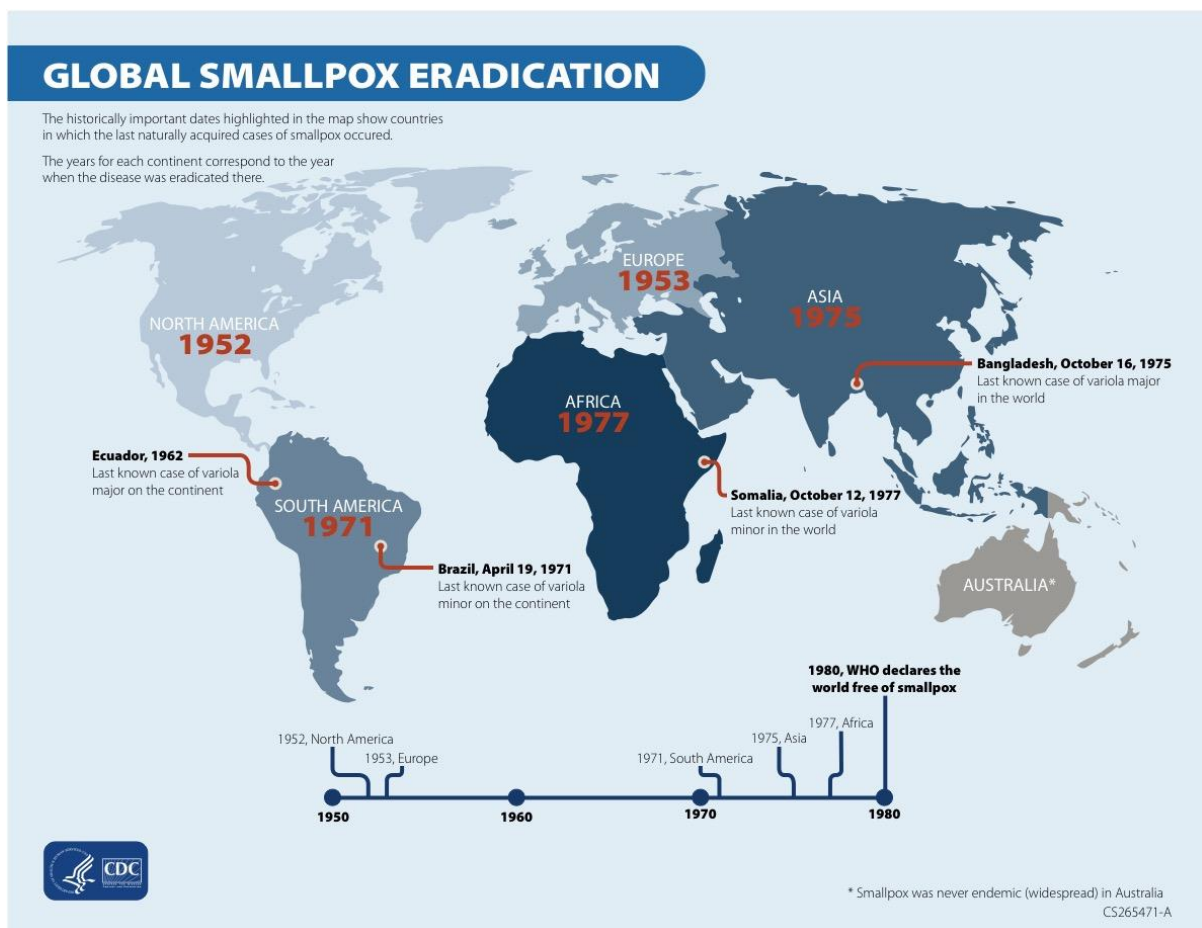 GLOBAL SMALLPOX ERADICATION
The historically important dates highlighted in the map show countries
in which the last naturally acquired cases of smallpox occured.
The years for each continent correspond to the year
when the disease was eradicated there.
NORTH AMERICA
1952
EUROPE
1953
ASIA
1975
Bangladesh, October 16, 1975
Last known case of variola major
in the world
AFRICA
1977
Ecuador, 1962
Last known case of variola
major on the continent
SOUTH AMERICA
1971
Somalia, October 12, 1977
Last known case of variola
minor in the world
Brazil, April 19, 1971
Last known case of variola
minor on the continent
AUSTRALIA*
1980, WHO declares the
world free of smallpox
1952, North America
1953, Europe
1971, South America
1975, Asia
1977, Africa
1950
1960
1970
1980
CDC
* Smallpox was never endemic (widespread) in Australia
CS265471-A